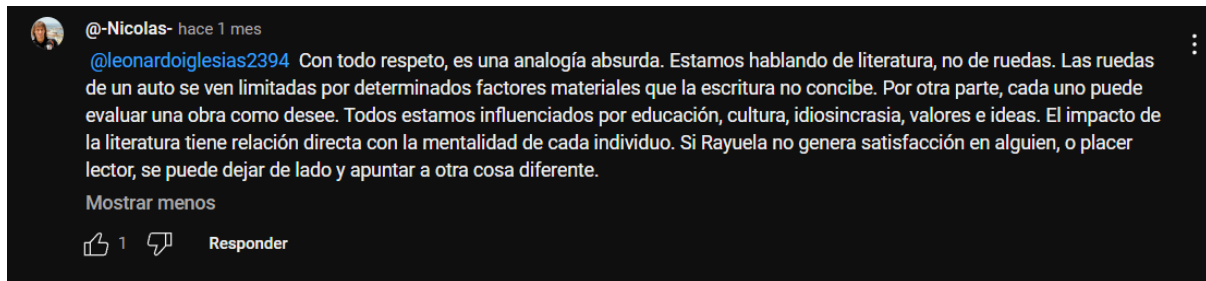 @-Nicolas- hace 1 mes
@leonardoiglesias2394 Con todo respeto, es una analogía absurda. Estamos hablando de literatura, no de ruedas. Las ruedas
de un auto se ven limitadas por determinados factores materiales que la escritura no concibe. Por otra parte, cada uno puede
evaluar una obra como desee. Todos estamos influenciados por educación, cultura, idiosincrasia, valores e ideas. El impacto de
la literatura tiene relación directa con la mentalidad de cada individuo. Si Rayuela no genera satisfacción en alguien, o placer
lector, se puede dejar de lado y apuntar a otra cosa diferente.
Mostrar menos
1 Responder